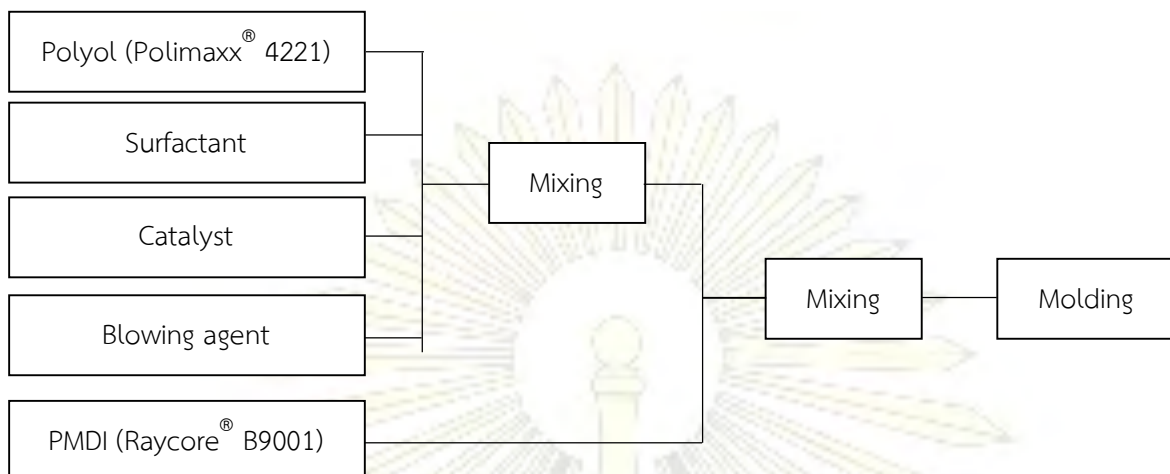 Polyol (Polimaxx® 4221)
Surfactant
Mixing
Catalyst
Mixing
Molding
Blowing agent
PMDI (Raycore® B9001)